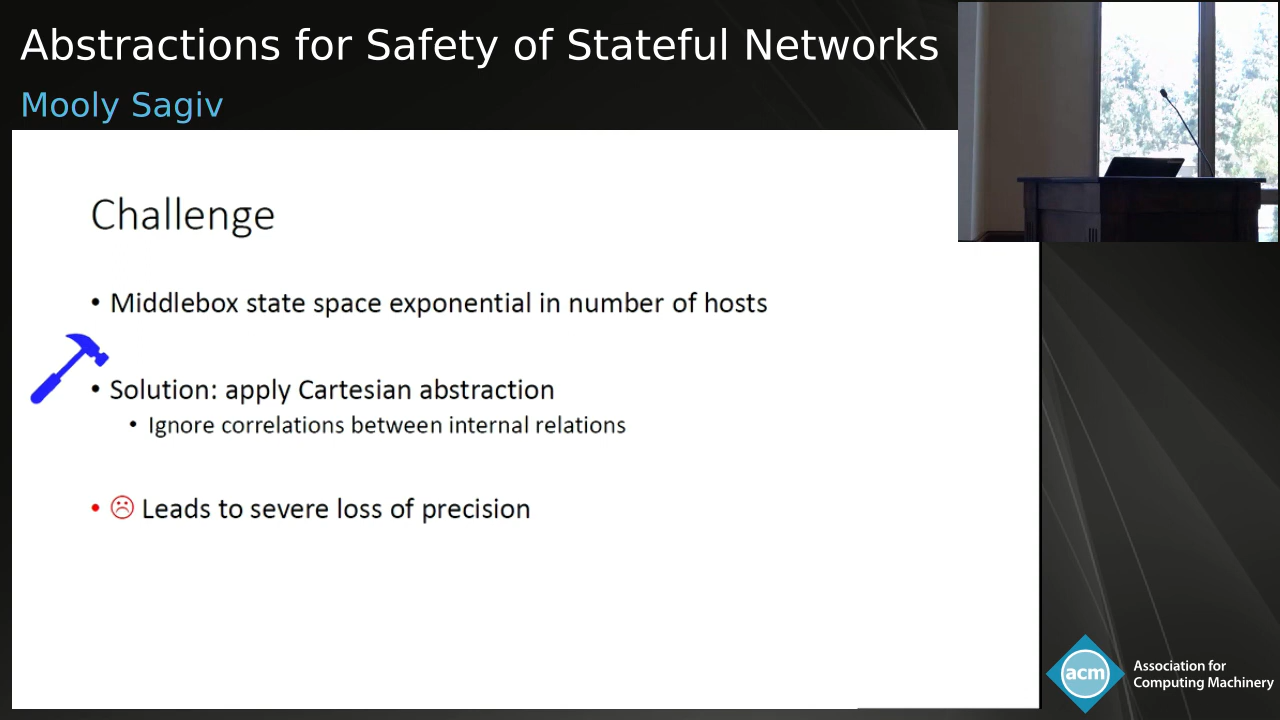 Abstractions for Safety of Stateful Networks
Mooly Sagiv
Challenge
• Middlebox state space exponential in number of hosts
• Solution: apply Cartesian abstraction
• Ignore correlations between internal relations
• ☹ Leads to severe loss of precision
acm
Association for
Computing Machinery